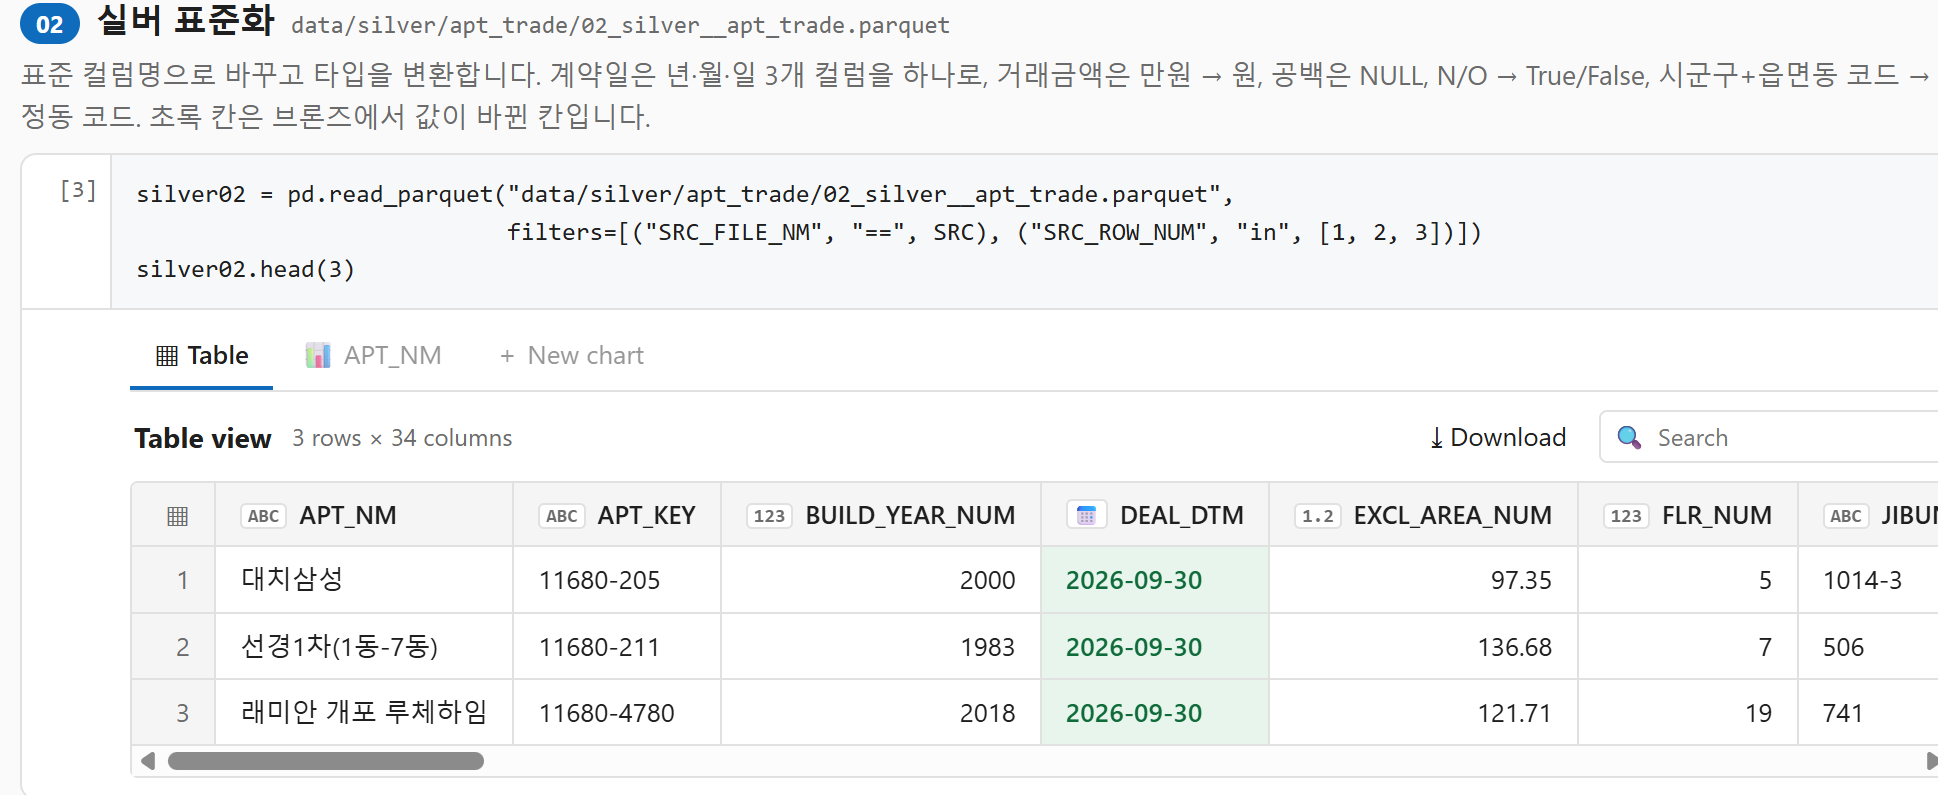 02 실버 표준화 data/silver/apt_trade/02_silver__apt_trade.parquet
표준 컬럼명으로 바꾸고 타입을 변환합니다. 계약일은 년·월·일 3개 컬럼을 하나로, 거래금액은 만원 → 원, 공백은 NULL, N/O → True/False, 시군구+읍면동 코드 →
정동 코드. 초록 칸은 브론즈에서 값이 바뀐 칸입니다.
[3] silver02 = pd.read_parquet("data/silver/apt_trade/02_silver__apt_trade.parquet",
filters=[("SRC_FILE_NM", "==", SRC), ("SRC_ROW_NUM", "in", [1, 2, 3])])
silver02.head(3)
Table APT_NM + New chart
Table view 3 rows × 34 columns Download Search
ABC APT_NM ABC APT_KEY 123 BUILD_YEAR_NUM DEAL_DTM 1.2 EXCL_AREA_NUM 123 FLR_NUM ABC JIBUN
1 대치삼성 11680-205 2000 2026-09-30 97.35 5 1014-3
2 선경1차(1동-7동) 11680-211 1983 2026-09-30 136.68 7 506
3 래미안 개포 루체하임 11680-4780 2018 2026-09-30 121.71 19 741